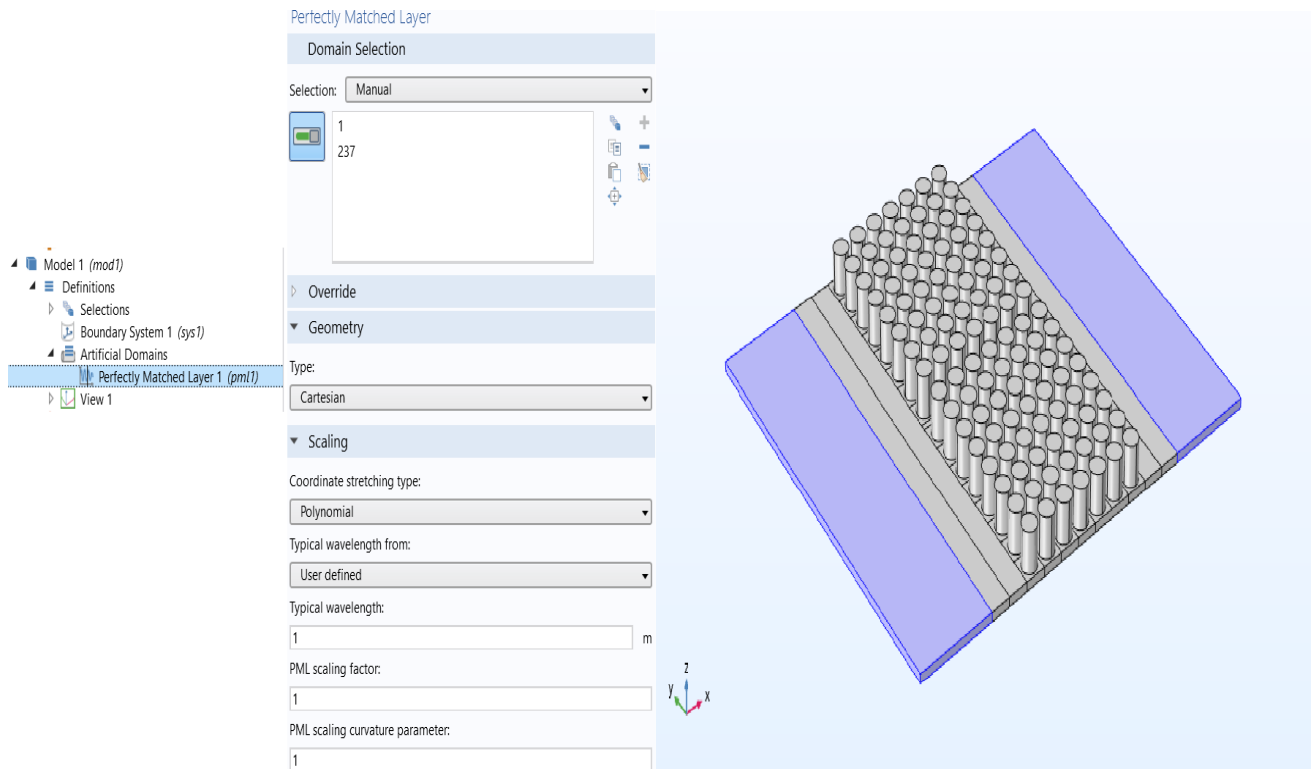 Perfectly Matched Layer
Domain Selection
Selection: Manual
1
237
Override
Geometry
Type:
Cartesian
Scaling
Coordinate stretching type:
Polynomial
Typical wavelength from:
User defined
Typical wavelength:
1 m
PML scaling factor:
1
PML scaling curvature parameter:
1
Model 1 (mod1)
Definitions
Selections
Boundary System 1 (sys1)
Artificial Domains
Perfectly Matched Layer 1 (pml1)
View 1
z
y x